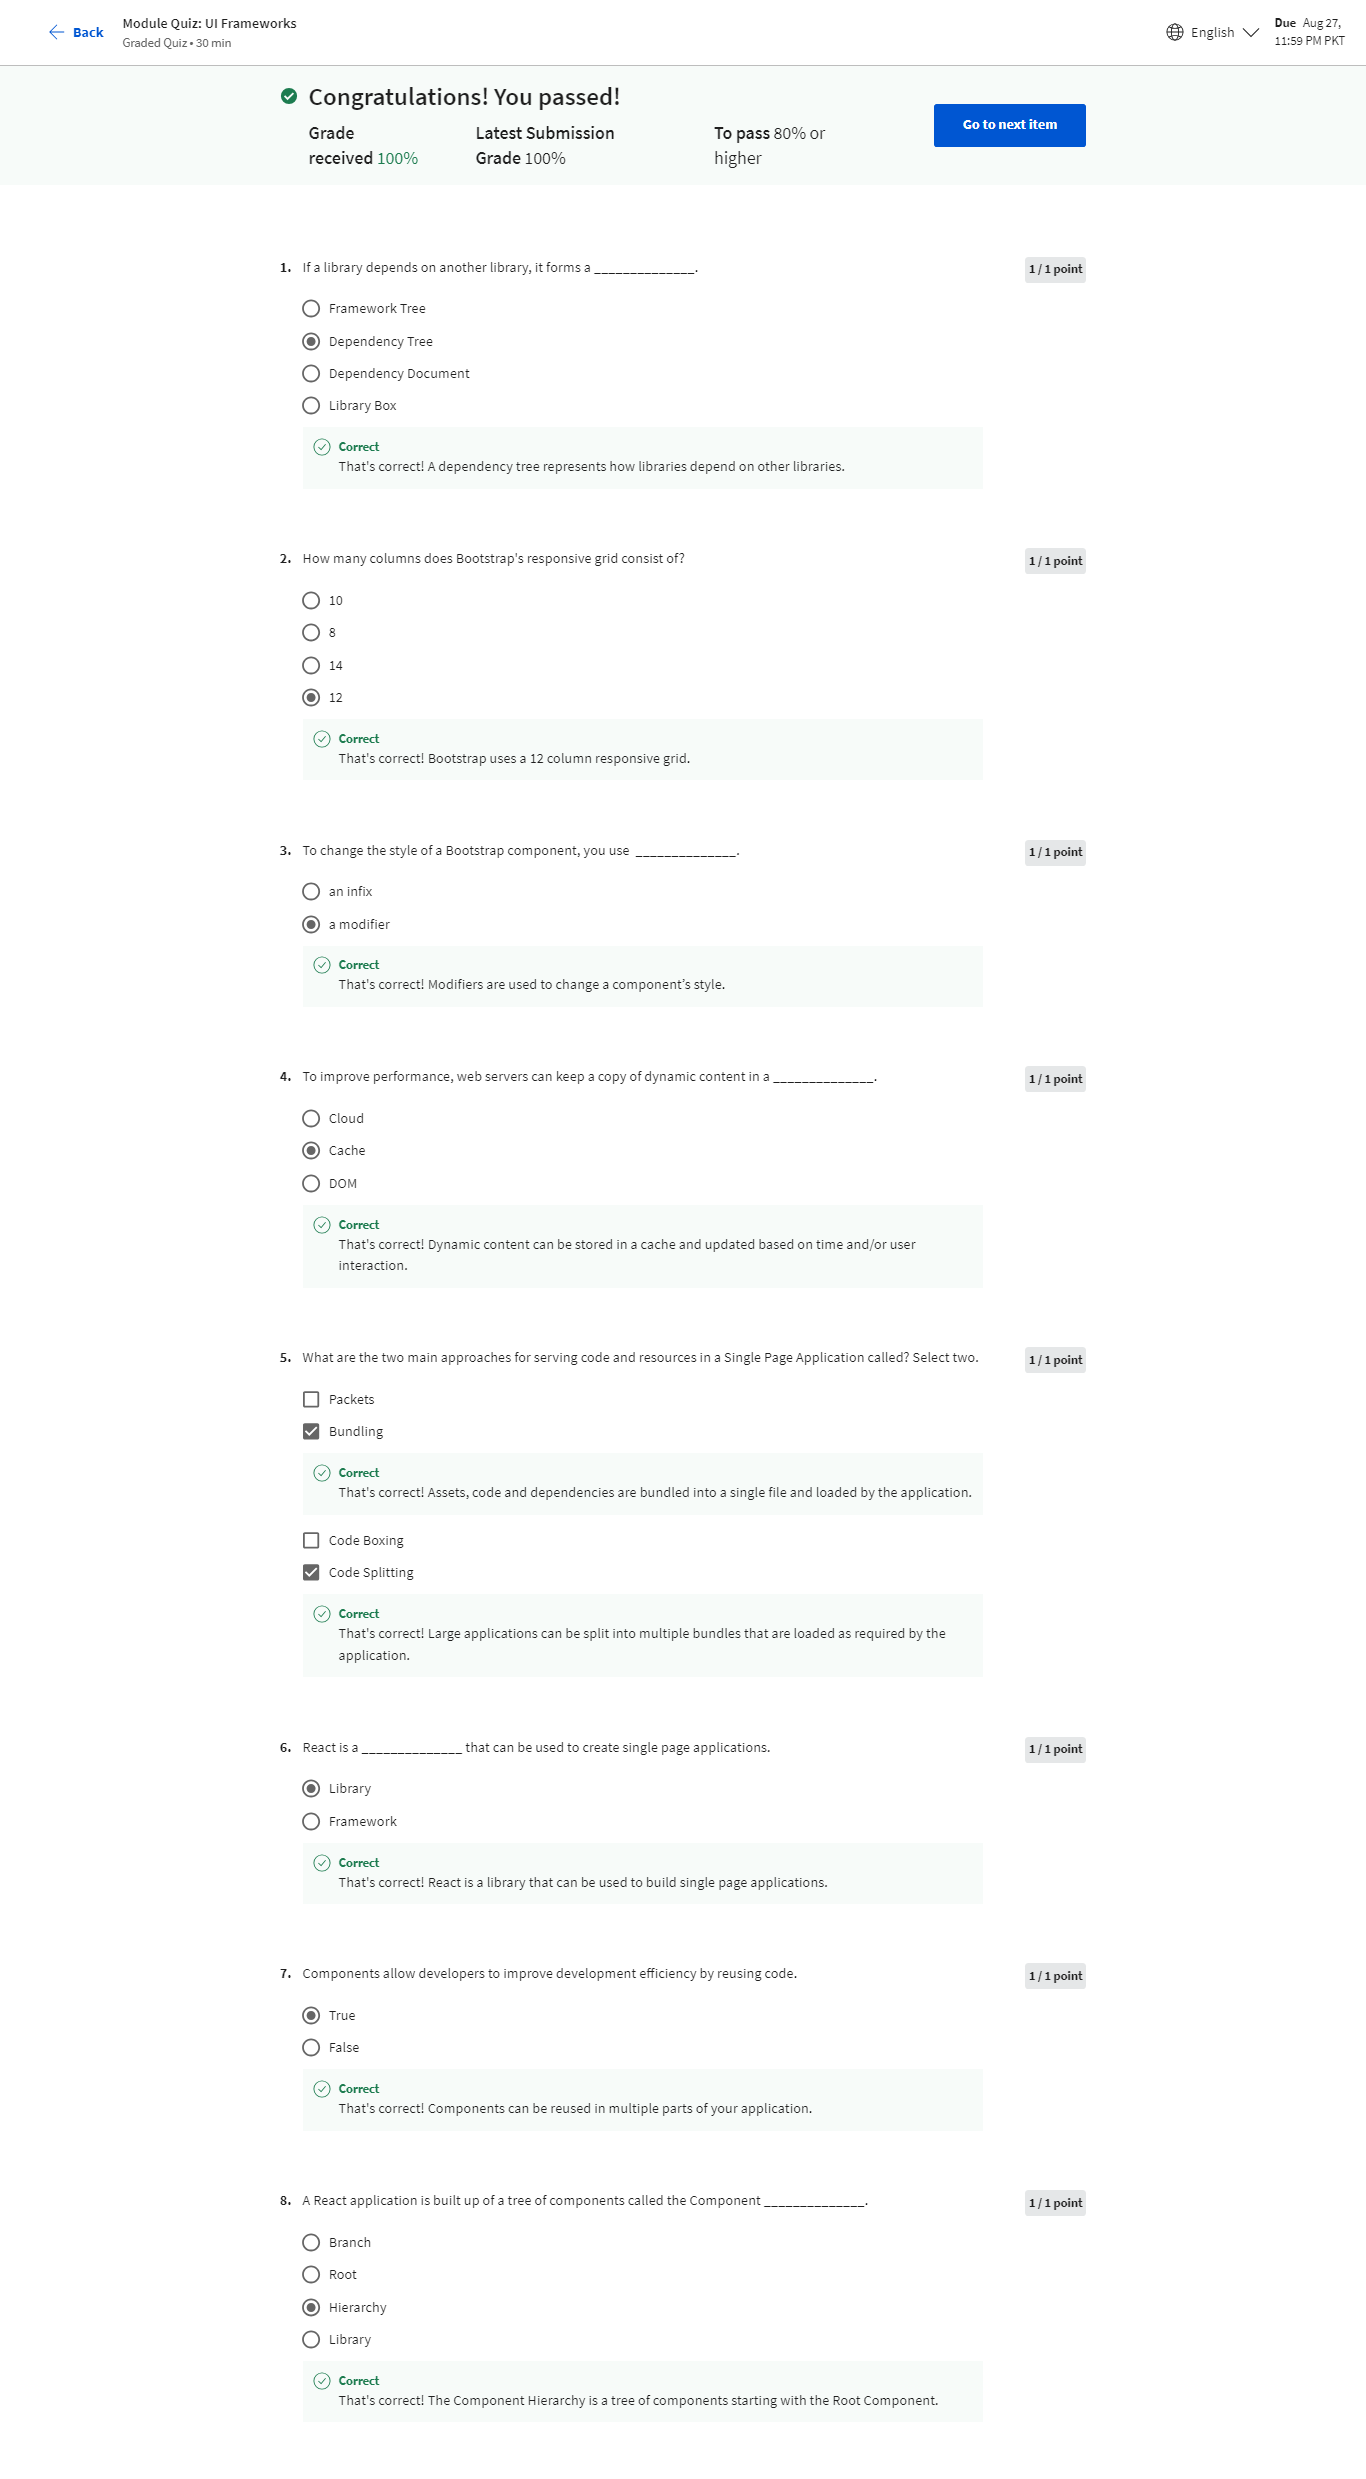 Back
Module Quiz: UI Frameworks
Graded Quiz • 30 min
English
Due Aug 27,
11:59 PM PKT
Congratulations! You passed!
Grade
received 100%
Latest Submission
Grade 100%
To pass 80% or
higher
Go to next item
1. If a library depends on another library, it forms a ______________.
1 / 1 point
Framework Tree
Dependency Tree
Dependency Document
Library Box
Correct
That's correct! A dependency tree represents how libraries depend on other libraries.
2. How many columns does Bootstrap's responsive grid consist of?
1 / 1 point
10
8
14
12
Correct
That's correct! Bootstrap uses a 12 column responsive grid.
3. To change the style of a Bootstrap component, you use ______________.
1 / 1 point
an infix
a modifier
Correct
That's correct! Modifiers are used to change a component’s style.
4. To improve performance, web servers can keep a copy of dynamic content in a ______________.
1 / 1 point
Cloud
Cache
DOM
Correct
That's correct! Dynamic content can be stored in a cache and updated based on time and/or user
interaction.
5. What are the two main approaches for serving code and resources in a Single Page Application called? Select two.
1 / 1 point
Packets
Bundling
Correct
That's correct! Assets, code and dependencies are bundled into a single file and loaded by the application.
Code Boxing
Code Splitting
Correct
That's correct! Large applications can be split into multiple bundles that are loaded as required by the
application.
6. React is a ______________ that can be used to create single page applications.
1 / 1 point
Library
Framework
Correct
That's correct! React is a library that can be used to build single page applications.
7. Components allow developers to improve development efficiency by reusing code.
1 / 1 point
True
False
Correct
That's correct! Components can be reused in multiple parts of your application.
8. A React application is built up of a tree of components called the Component ______________.
1 / 1 point
Branch
Root
Hierarchy
Library
Correct
That's correct! The Component Hierarchy is a tree of components starting with the Root Component.